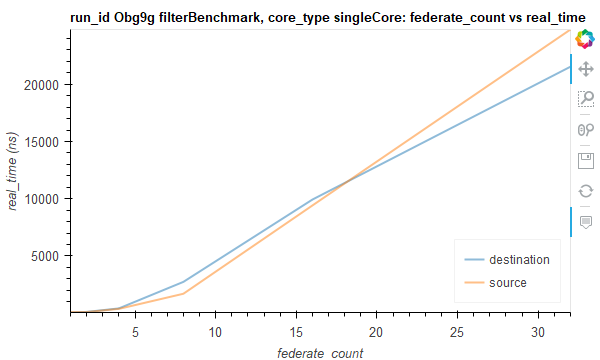 run_id Obg9g filterBenchmark, core_type singleCore: federate_count vs real_time
real_time (ns)
20000
15000
10000
5000
destination
source
5 10 15 20 25 30
federate_count